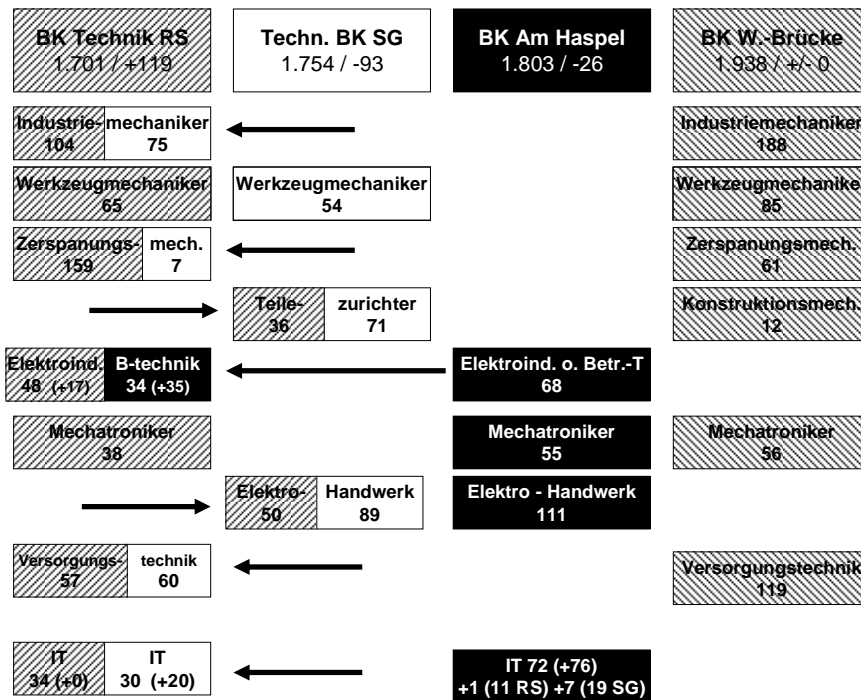 BK Technik RS
1.701 / +119
Techn. BK SG
1.754 / -93
BK Am Haspel
1.803 / -26
BK W.-Brücke
1.938 / +/- 0
Industrie-
104
mechaniker
75
Industriemechaniker
188
Werkzeugmechaniker
65
Werkzeugmechaniker
54
Werkzeugmechaniker
85
Zerspanungs-
159
mech.
7
Zerspanungsmech.
61
Teile-
36
zurichter
71
Konstruktionsmech.
12
Elektroind.
48 (+17)
B-technik
34 (+35)
Elektroind. o. Betr.-T
68
Mechatroniker
38
Mechatroniker
55
Mechatroniker
56
Elektro-
50
Handwerk
89
Elektro - Handwerk
111
Versorgungs-
57
technik
60
Versorgungstechnik
119
IT
34 (+0)
IT
30 (+20)
IT 72 (+76)
+1 (11 RS) +7 (19 SG)